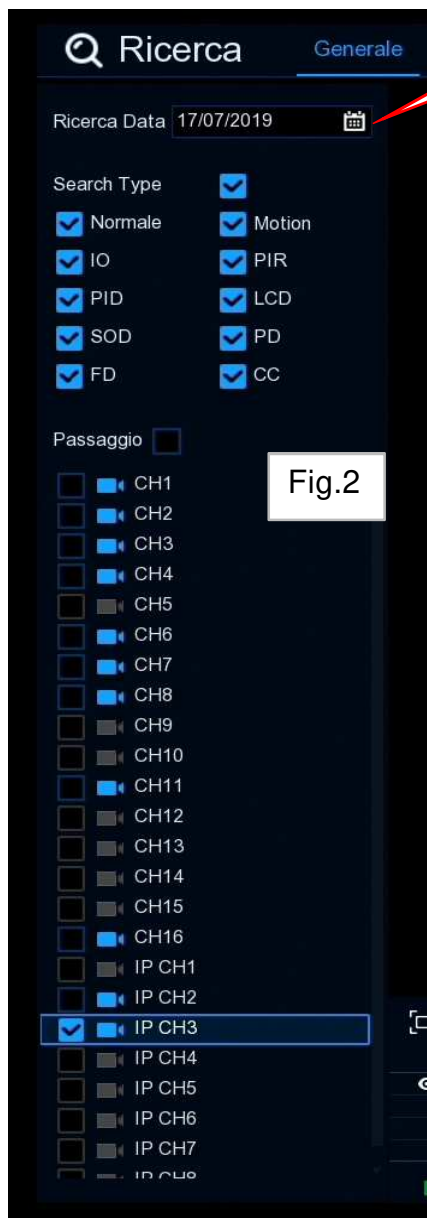 Ricerca Generale
Ricerca Data 17/07/2019
Search Type
Normale Motion
IO PIR
PID LCD
SOD PD
FD CC
Passaggio
Fig.2
CH1
CH2
CH3
CH4
CH5
CH6
CH7
CH8
CH9
CH10
CH11
CH12
CH13
CH14
CH15
CH16
IP CH1
IP CH2
IP CH3
IP CH4
IP CH5
IP CH6
IP CH7
IP CH8